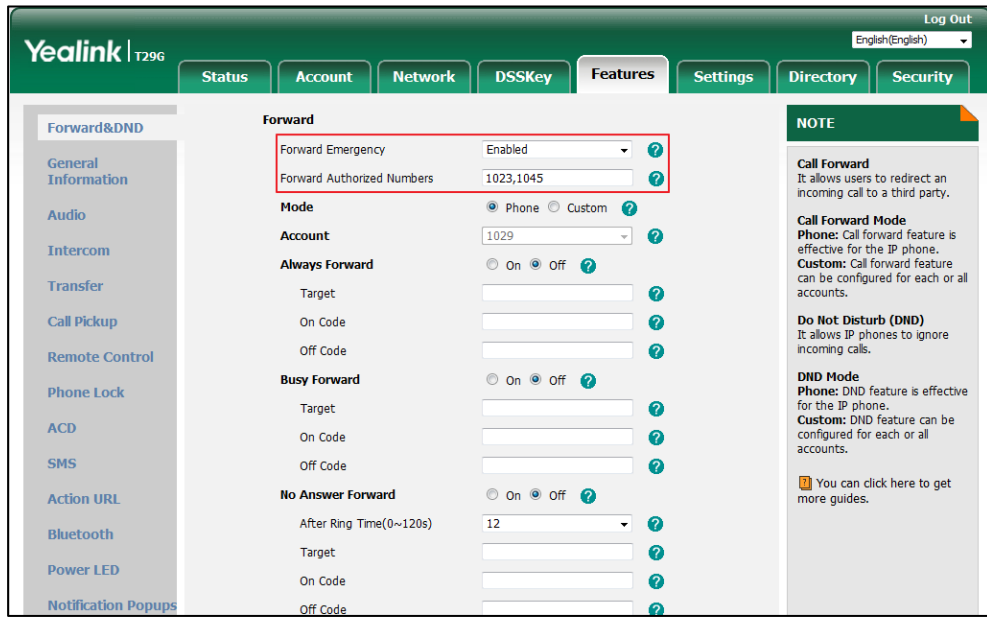 Log Out
Yealink T29G
English(English)
Status
Account
Network
DSSKey
Features
Settings
Directory
Security
Forward&DND
General
Information
Audio
Intercom
Transfer
Call Pickup
Remote Control
Phone Lock
ACD
SMS
Action URL
Bluetooth
Power LED
Notification Popups
Forward
Forward Emergency Enabled ?
Forward Authorized Numbers 1023,1045 ?
Mode Phone Custom ?
Account 1029 ?
Always Forward On Off ?
Target ?
On Code ?
Off Code ?
Busy Forward On Off ?
Target ?
On Code ?
Off Code ?
No Answer Forward On Off ?
After Ring Time(0~120s) 12 ?
Target ?
On Code ?
Off Code ?
NOTE
Call Forward
It allows users to redirect an
incoming call to a third party.
Call Forward Mode
Phone: Call forward feature is
effective for the IP phone.
Custom: Call forward feature
can be configured for each or all
accounts.
Do Not Disturb (DND)
It allows IP phones to ignore
incoming calls.
DND Mode
Phone: DND feature is effective
for the IP phone.
Custom: DND feature can be
configured for each or all
accounts.
? You can click here to get
more guides.